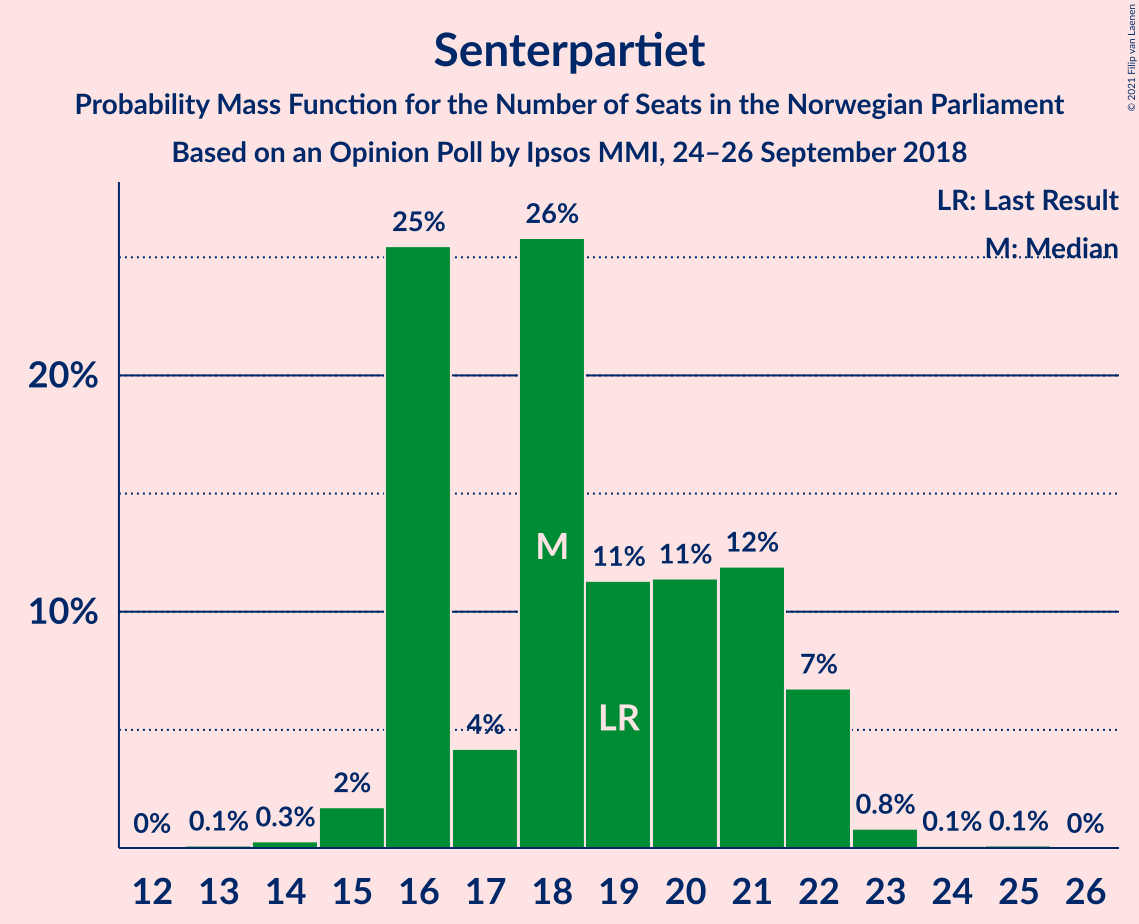 Senterpartiet
Probability Mass Function for the Number of Seats in the Norwegian Parliament
Based on an Opinion Poll by Ipsos MMI, 24–26 September 2018
© 2021 Filip van Laenen
LR: Last Result
M: Median
20%
10%
0%
0.1%
0.3%
2%
25%
4%
26%
11%
11%
12%
7%
0.8%
0.1%
0.1%
0%
M
LR
12 13 14 15 16 17 18 19 20 21 22 23 24 25 26